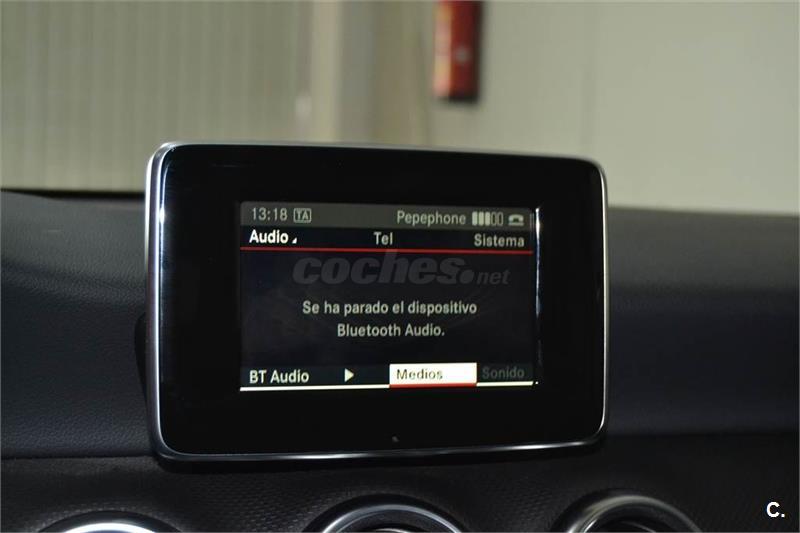 13:18 TA Pepephone
Audio Tel Sistema
coches.net
Se ha parado el dispositivo
Bluetooth Audio.
BT Audio Medios Sonido
C.